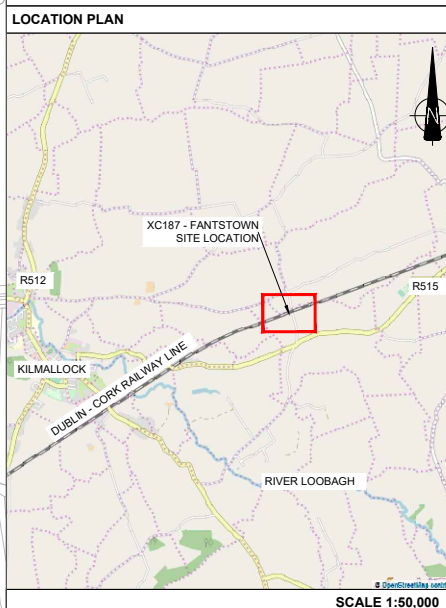 LOCATION PLAN
N
XC187 - FANTSTOWN
SITE LOCATION
R512
R515
KILMALLOCK
DUBLIN - CORK RAILWAY LINE
RIVER LOOBAGH
© OpenStreetMap
SCALE 1:50,000